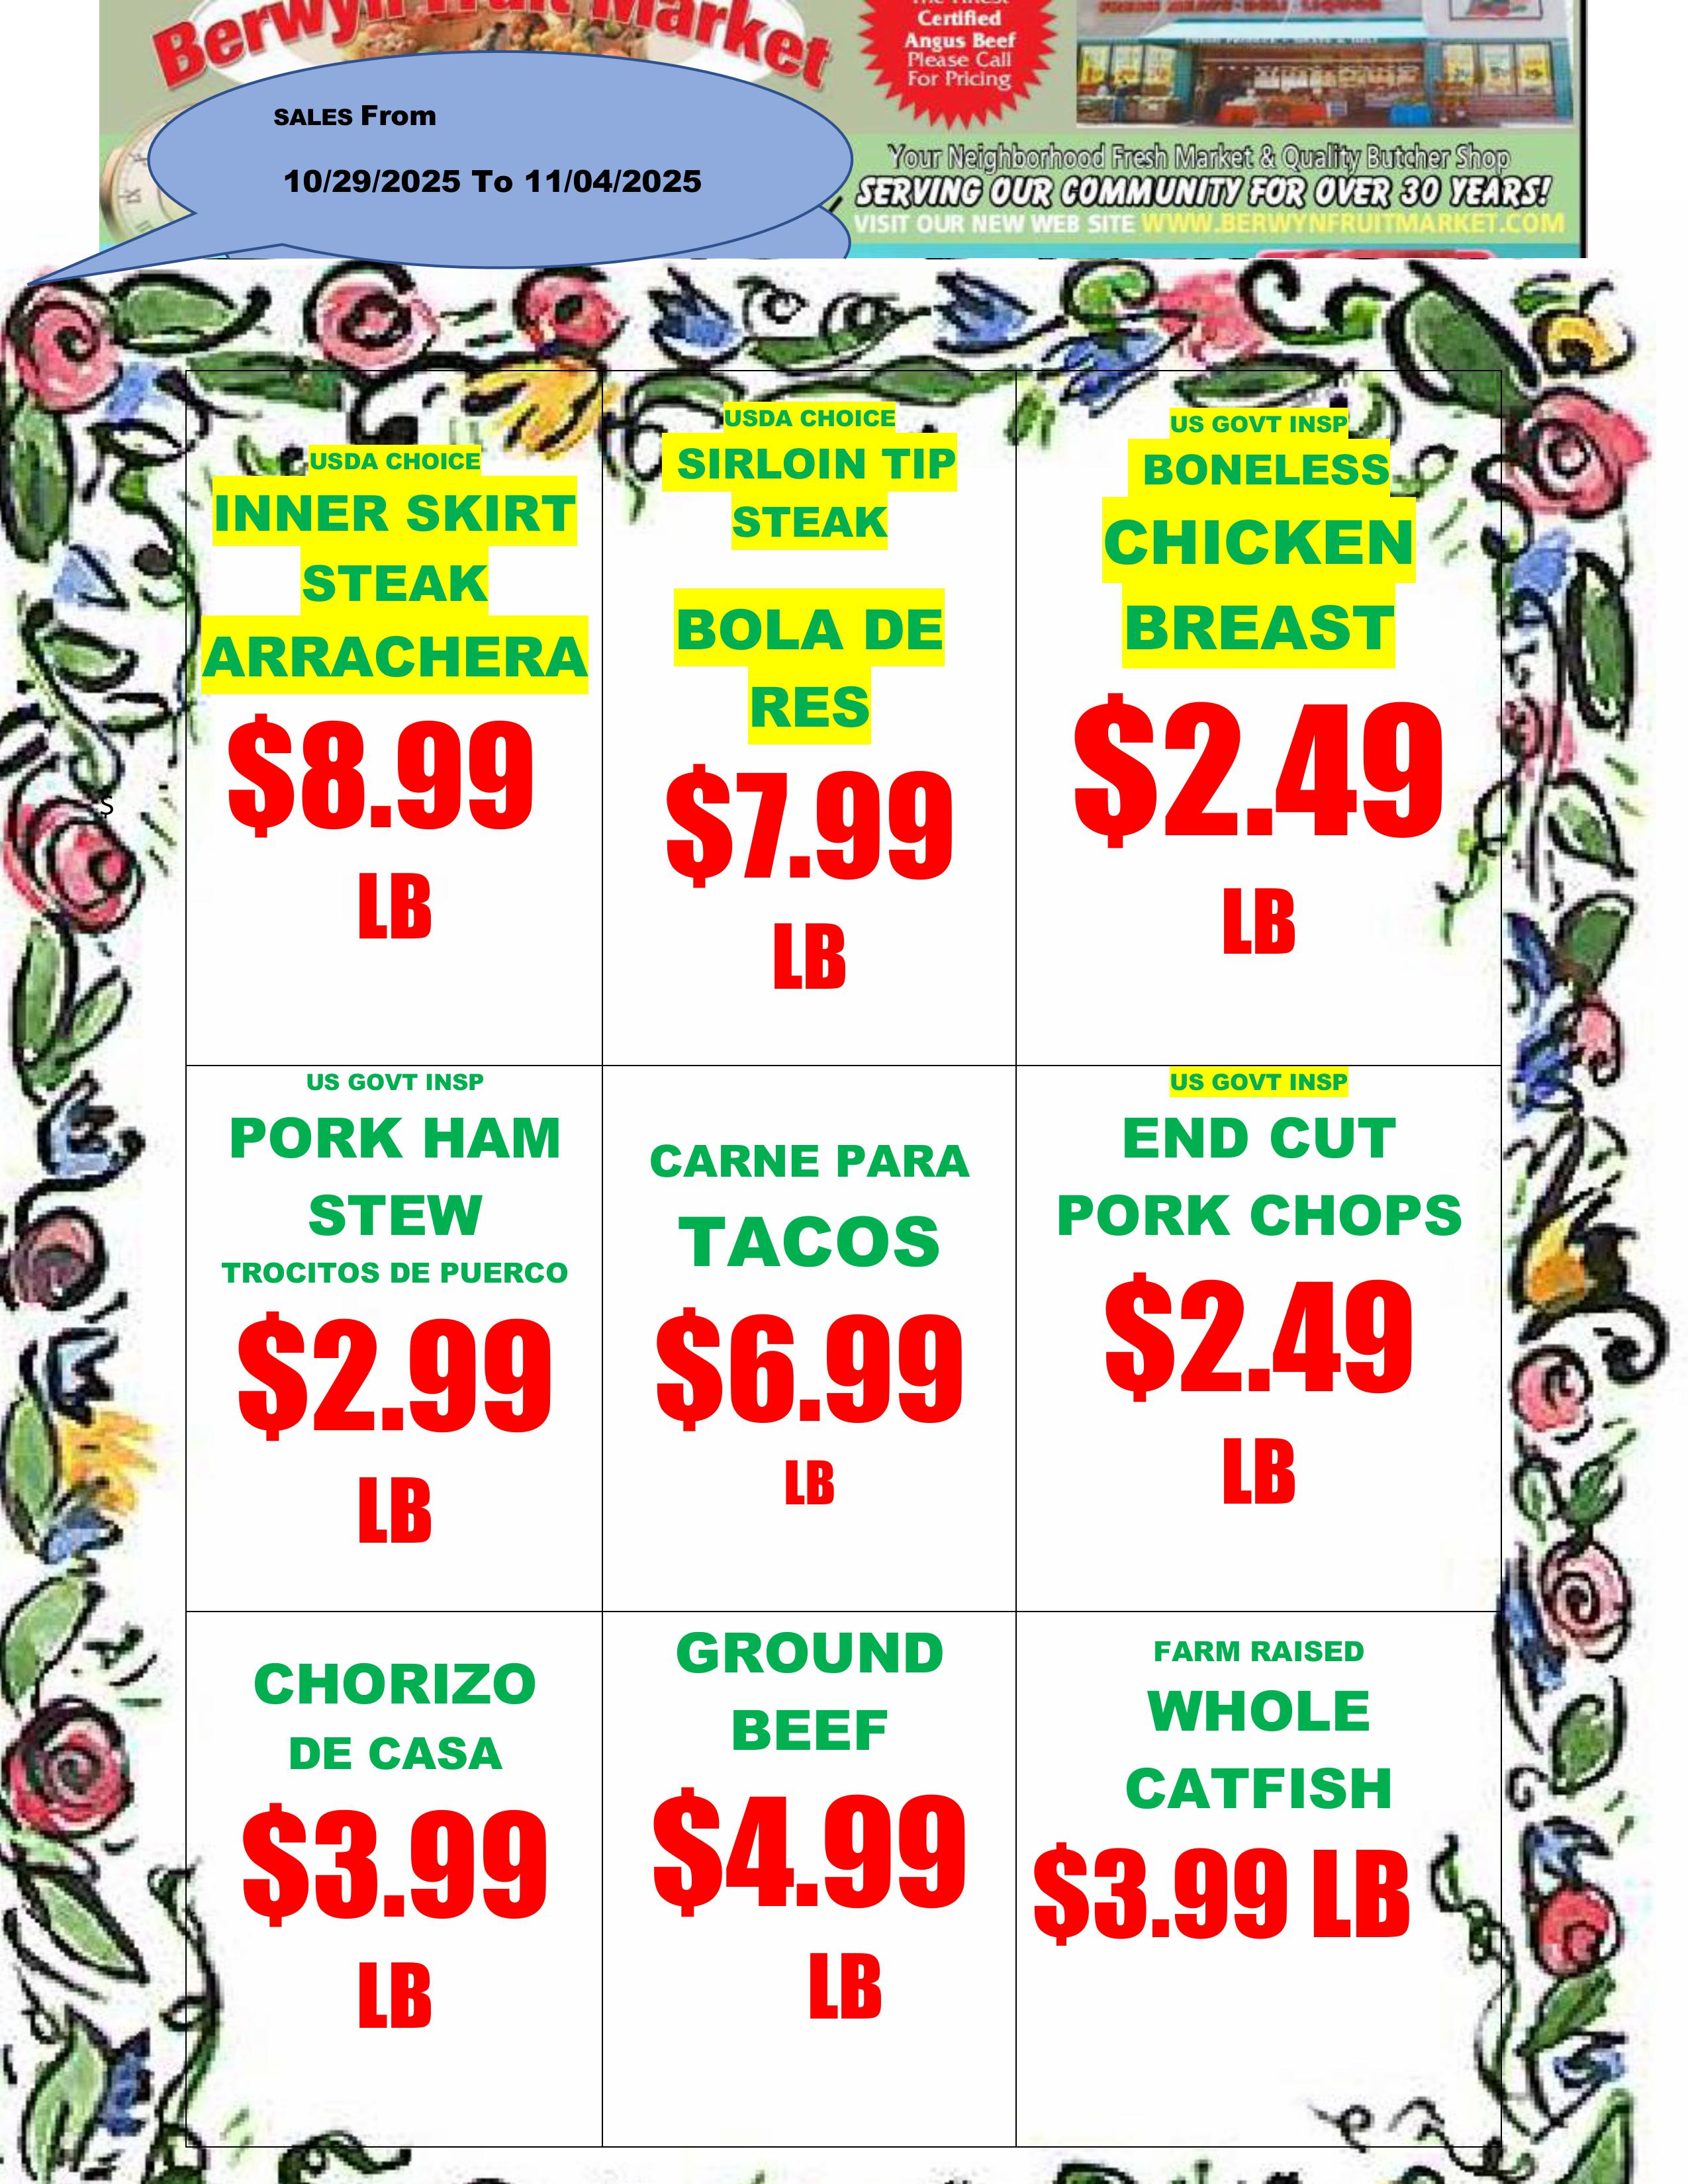 Berwyn Fruit Market
Certified
Angus Beef
Please Call
For Pricing
SALES From
10/29/2025 To 11/04/2025
Your Neighborhood Fresh Market & Quality Butcher Shop
SERVING OUR COMMUNITY FOR OVER 30 YEARS!
VISIT OUR NEW WEB SITE WWW.BERWYNFRUITMARKET.COM
USDA CHOICE
INNER SKIRT
STEAK
ARRACHERA
$8.99
LB
USDA CHOICE
SIRLOIN TIP
STEAK
BOLA DE
RES
$7.99
LB
US GOVT INSP
BONELESS
CHICKEN
BREAST
$2.49
LB
$
US GOVT INSP
PORK HAM
STEW
TROCITOS DE PUERCO
$2.99
LB
CARNE PARA
TACOS
$6.99
LB
US GOVT INSP
END CUT
PORK CHOPS
$2.49
LB
CHORIZO
DE CASA
$3.99
LB
GROUND
BEEF
$4.99
LB
FARM RAISED
WHOLE
CATFISH
$3.99 LB